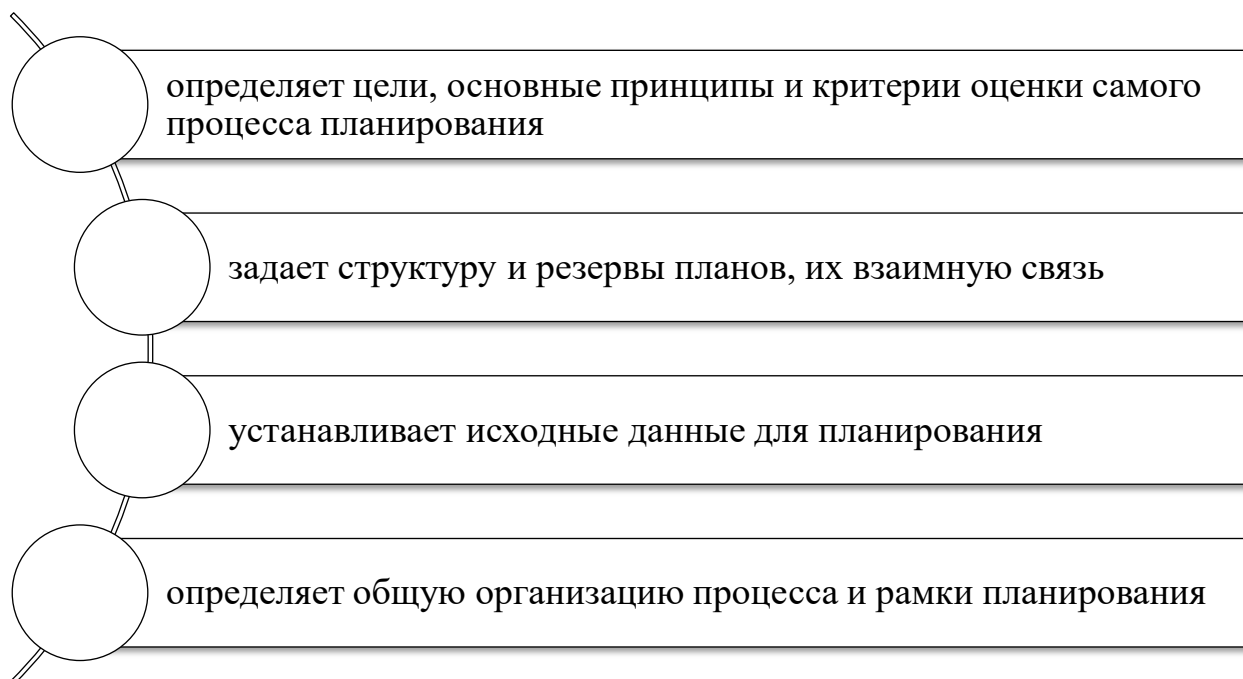 определяет цели, основные принципы и критерии оценки самого
процесса планирования
задает структуру и резервы планов, их взаимную связь
устанавливает исходные данные для планирования
определяет общую организацию процесса и рамки планирования